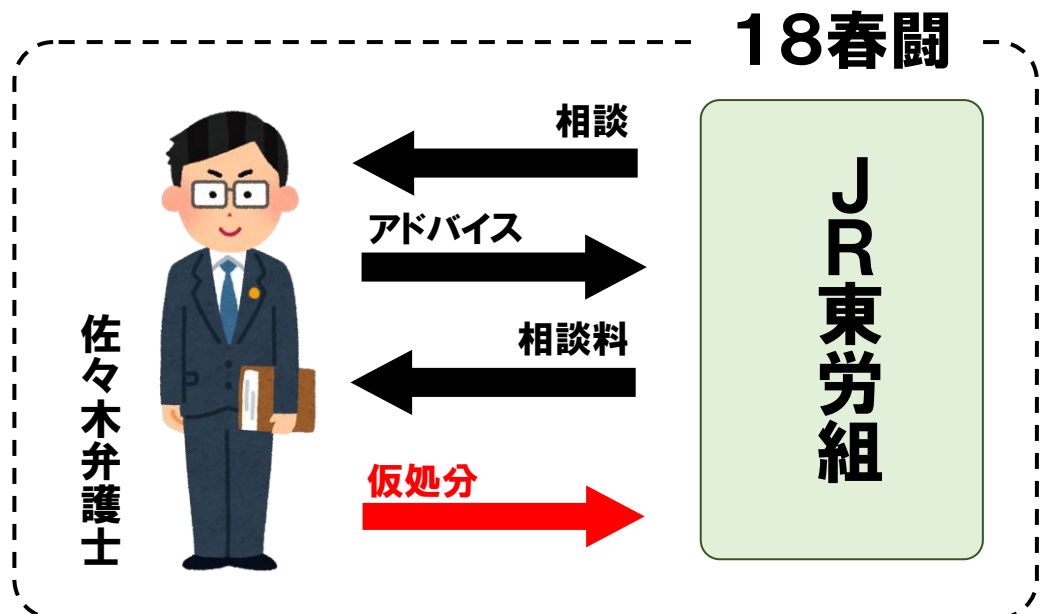 18春闘
相談
アドバイス
相談料
仮処分
佐々木弁護士
JR東労組